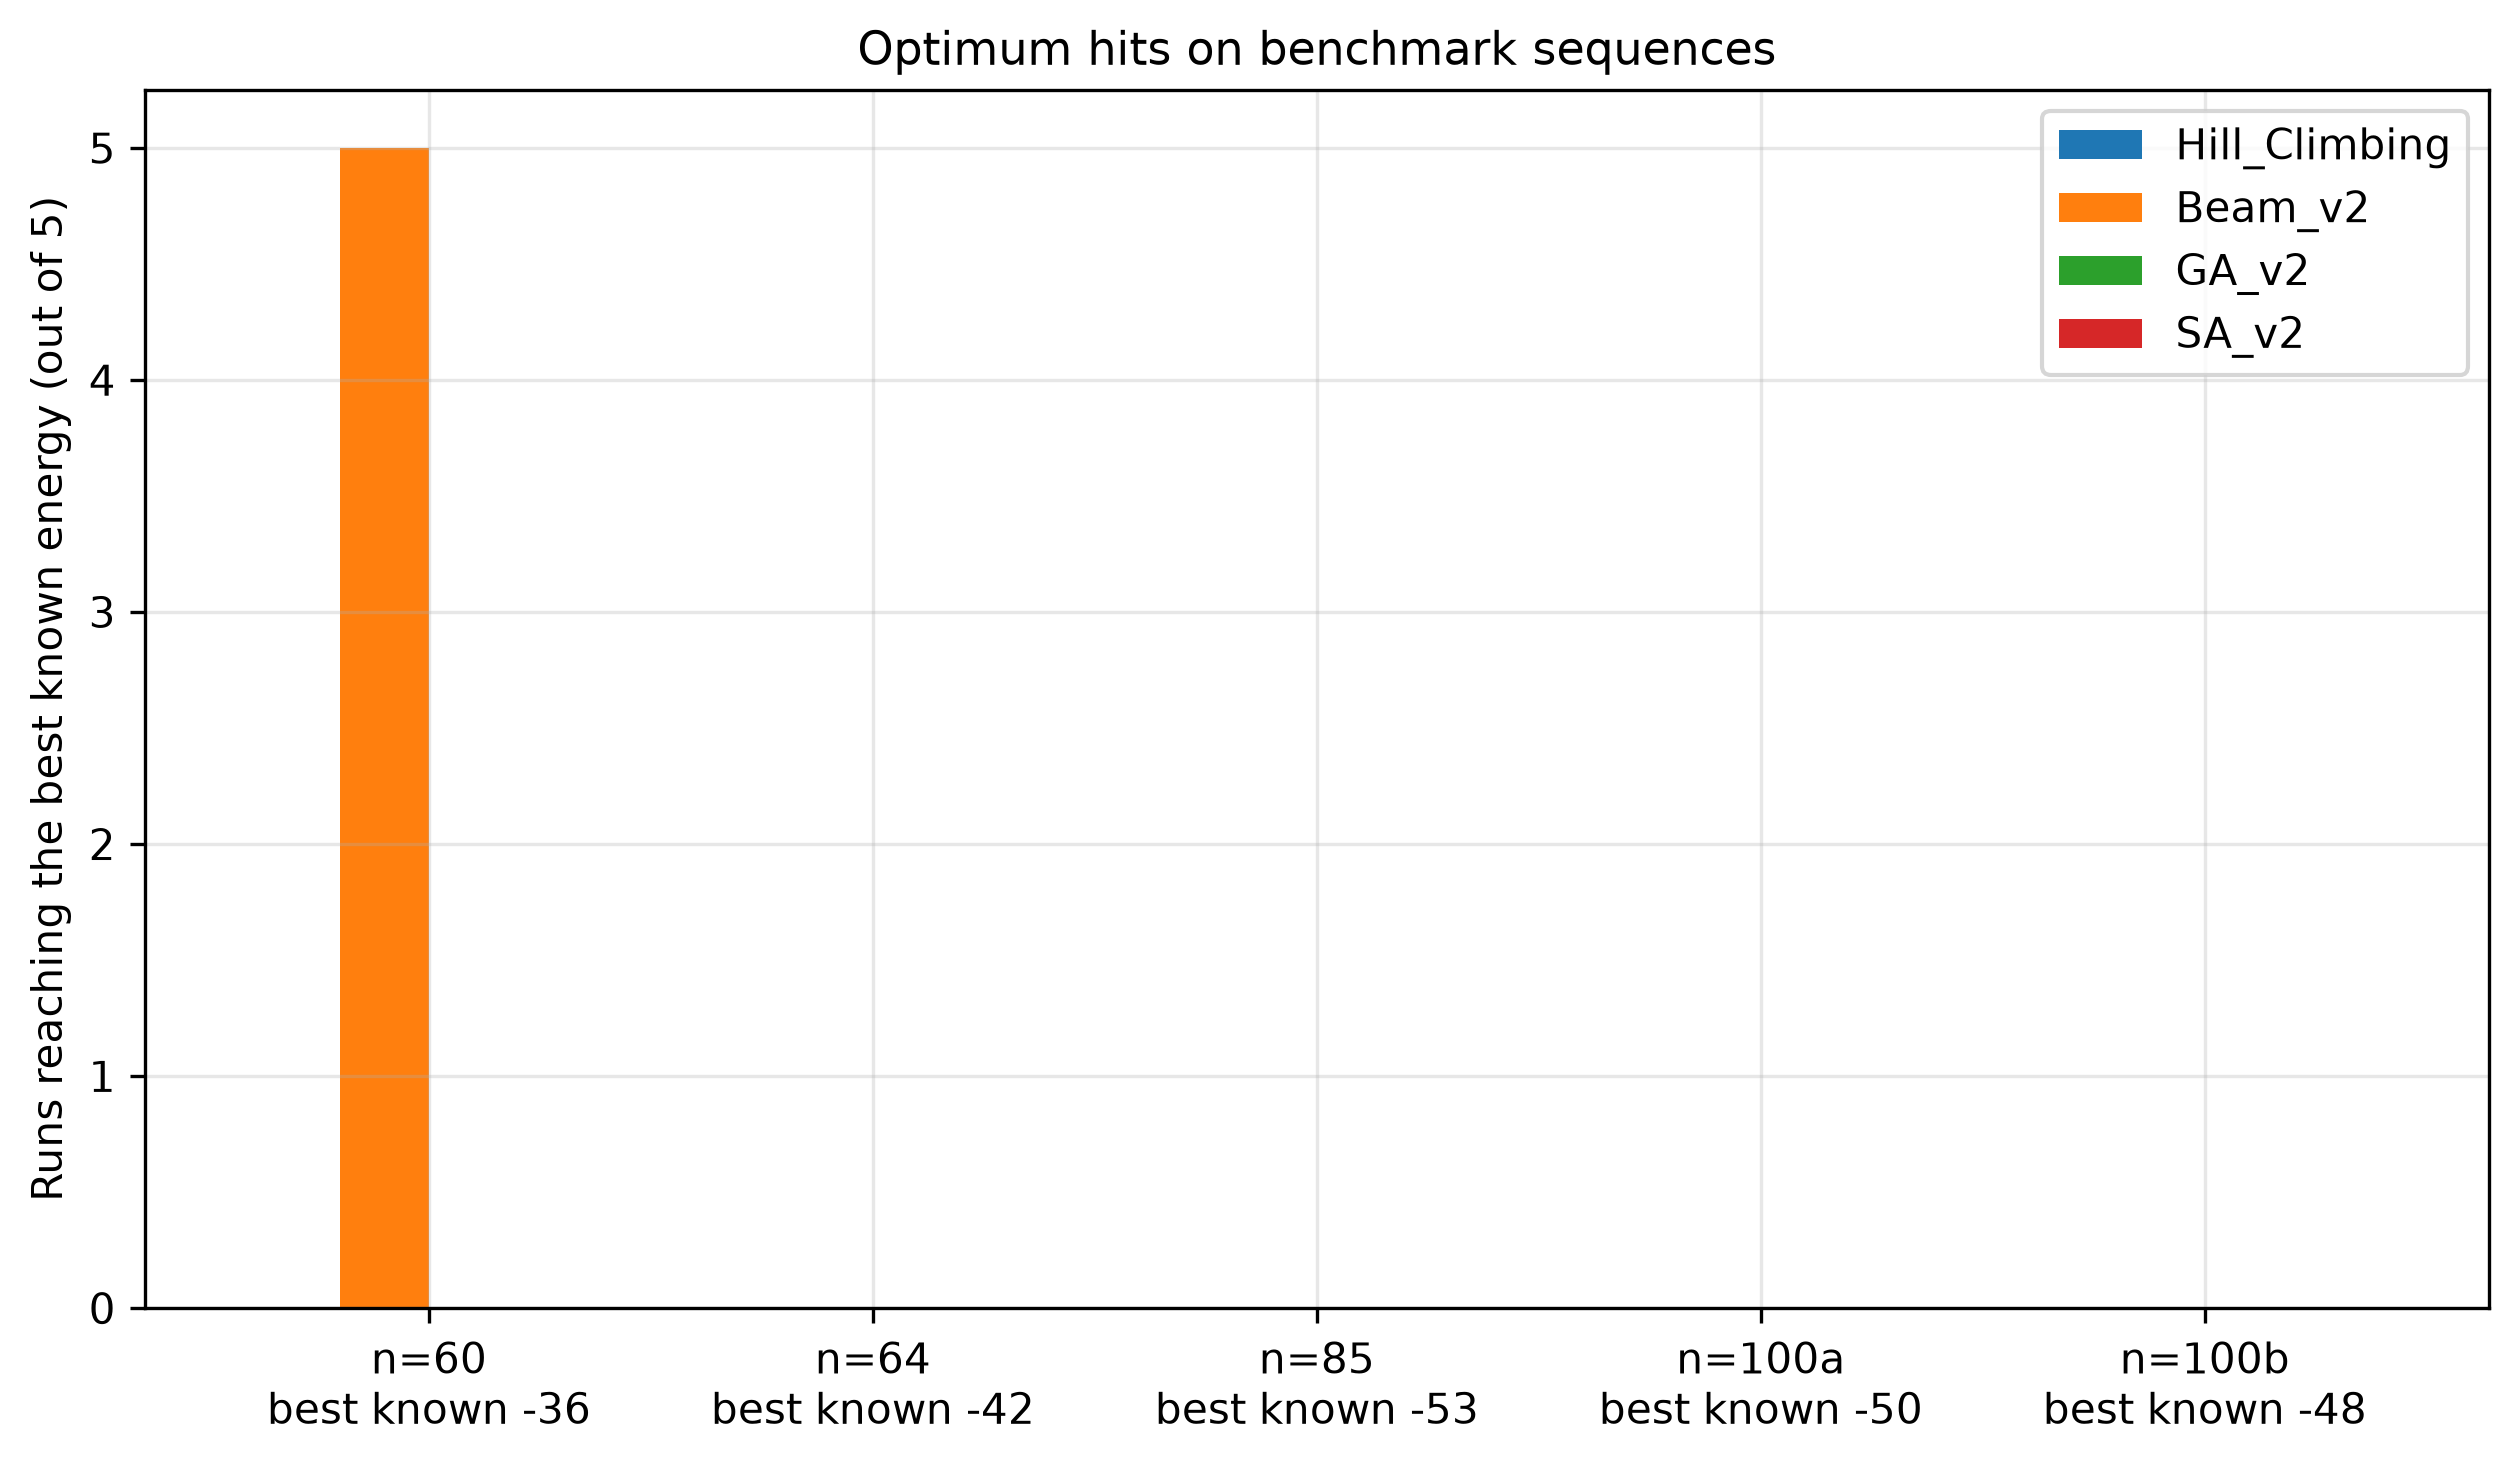 Optimum hits on benchmark sequences
Runs reaching the best known energy (out of 5)
5
4
3
2
1
0
Hill_Climbing
Beam_v2
GA_v2
SA_v2
n=60
best known -36
n=64
best known -42
n=85
best known -53
n=100a
best known -50
n=100b
best known -48